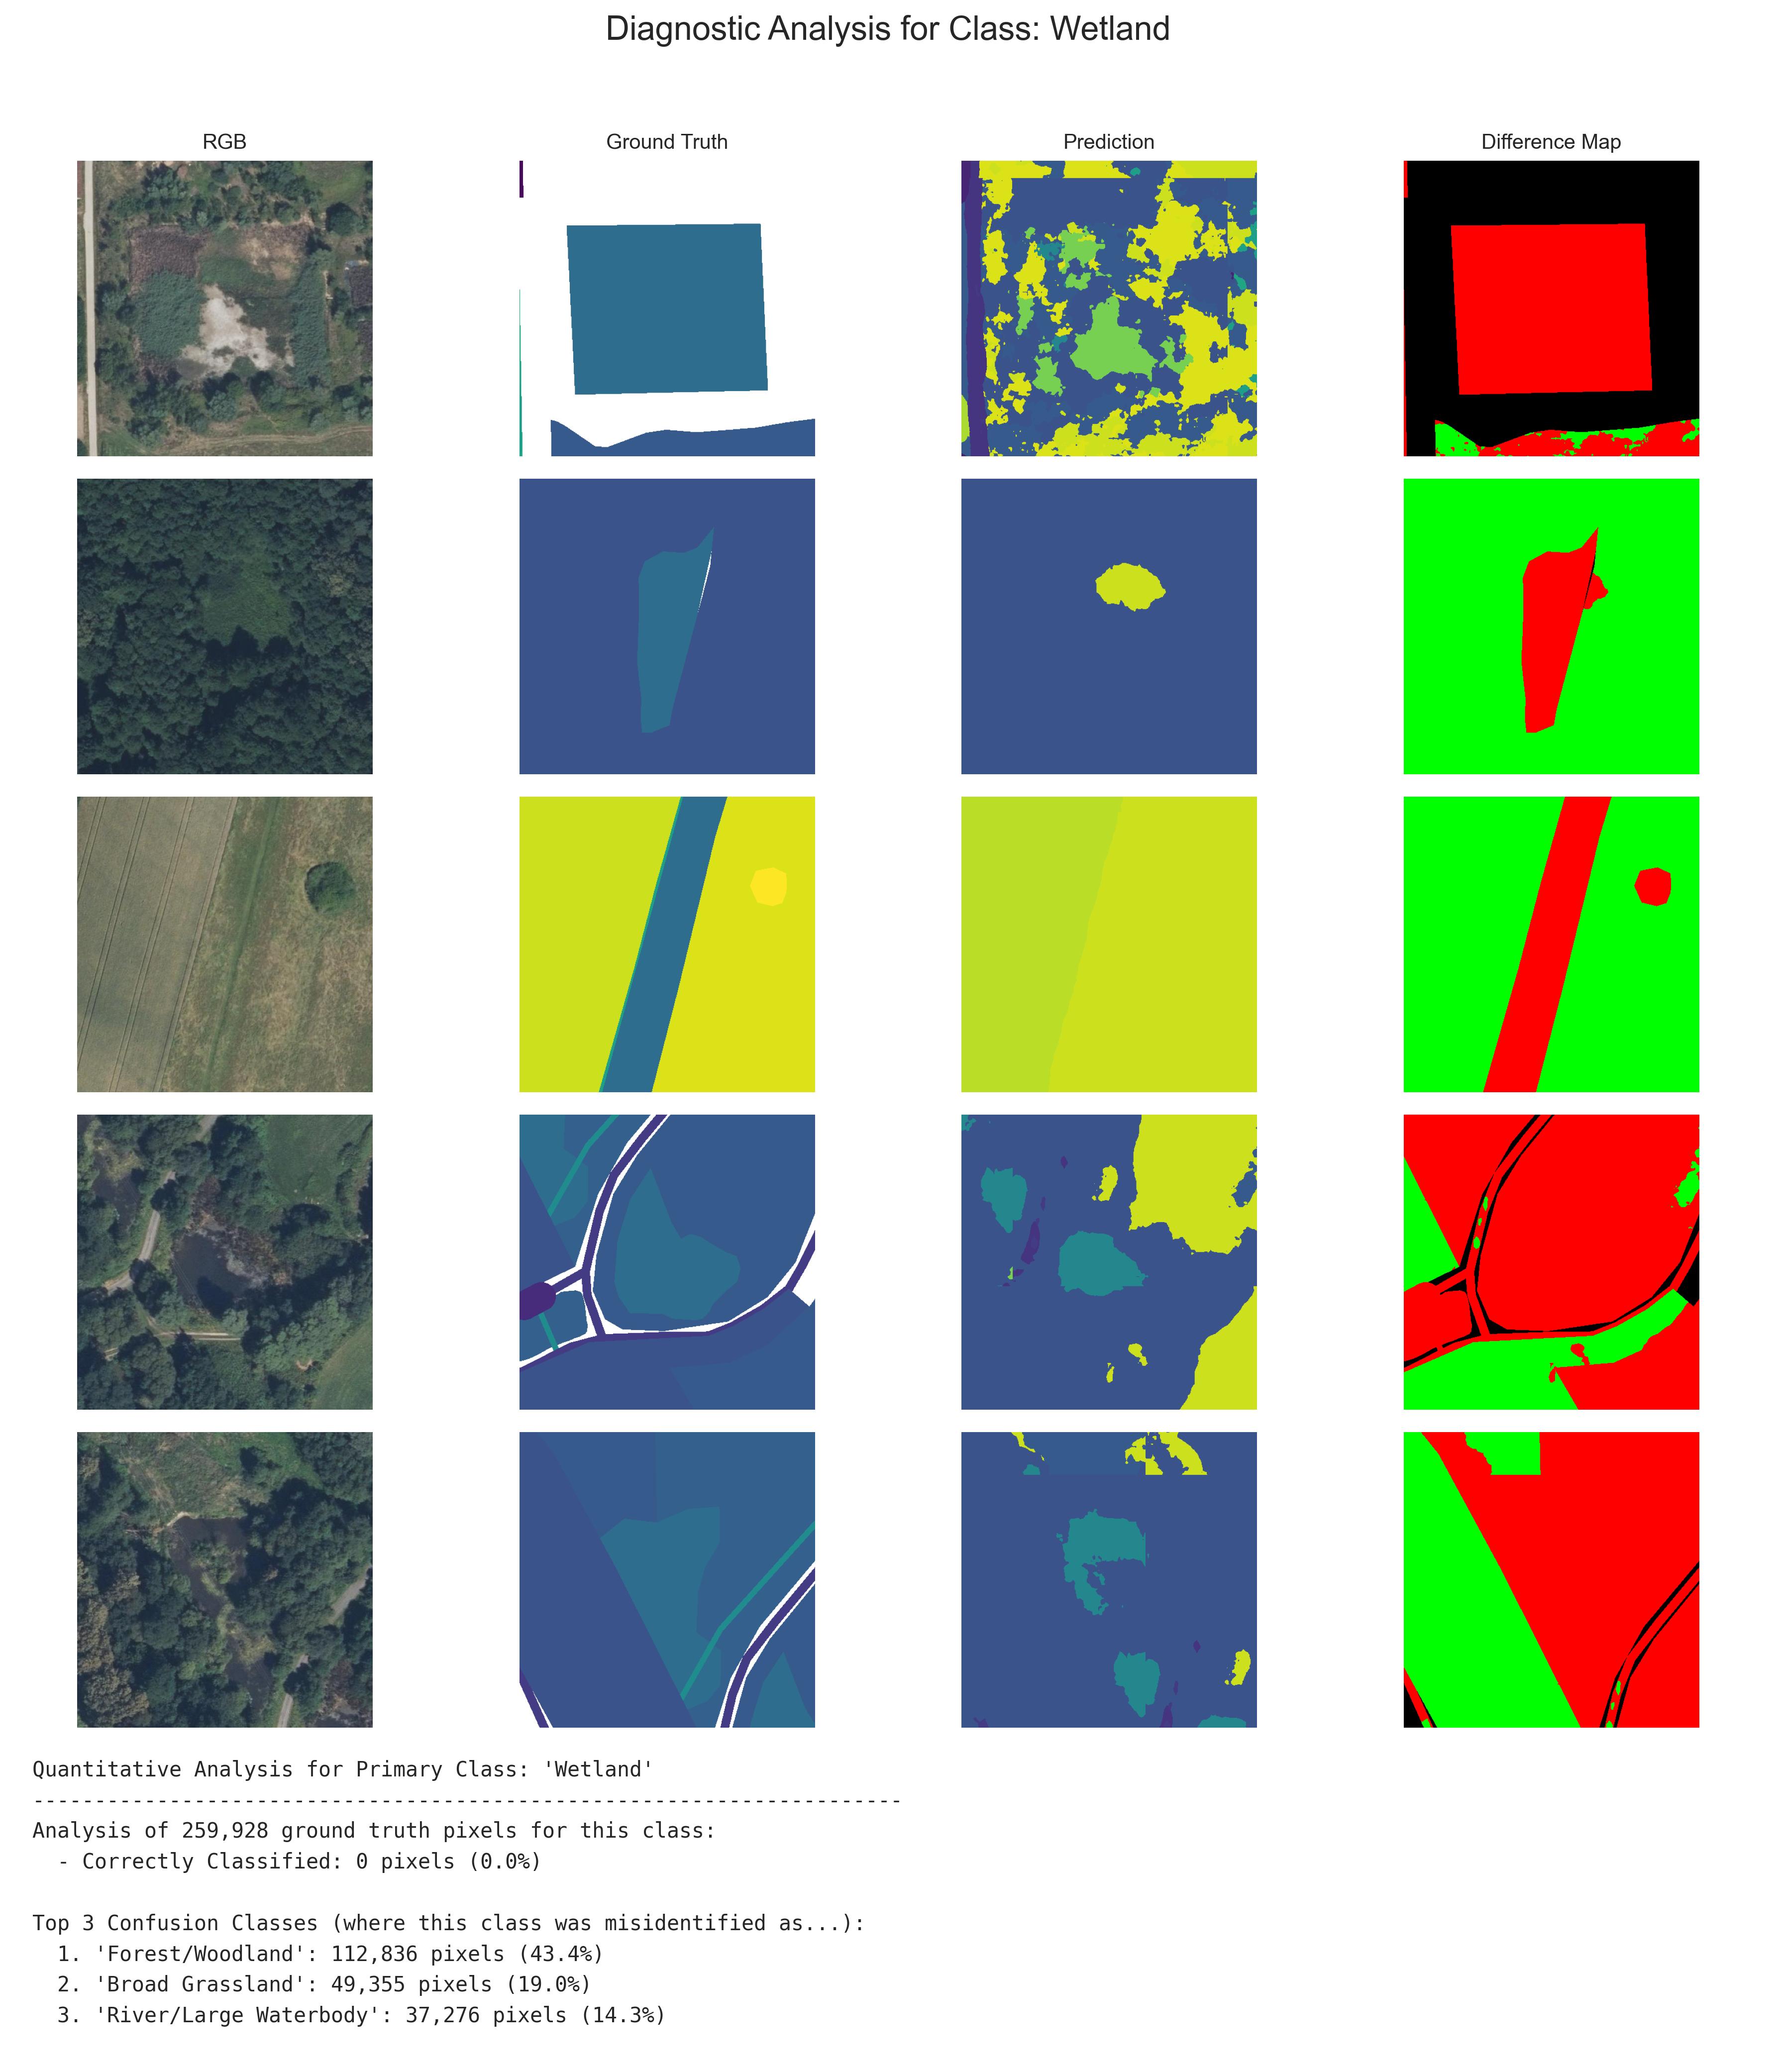 Diagnostic Analysis for Class: Wetland
RGB
Ground Truth
Prediction
Difference Map
Quantitative Analysis for Primary Class: 'Wetland'
----------------------------------------------------------------------
Analysis of 259,928 ground truth pixels for this class:
- Correctly Classified: 0 pixels (0.0%)
Top 3 Confusion Classes (where this class was misidentified as...):
1. 'Forest/Woodland': 112,836 pixels (43.4%)
2. 'Broad Grassland': 49,355 pixels (19.0%)
3. 'River/Large Waterbody': 37,276 pixels (14.3%)